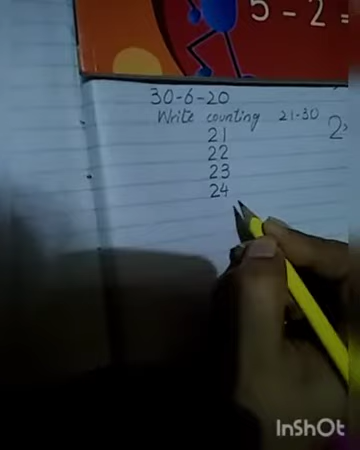 5 - 2 =
30-6-20
Write counting 21-30
21
22
23
24
InShOt